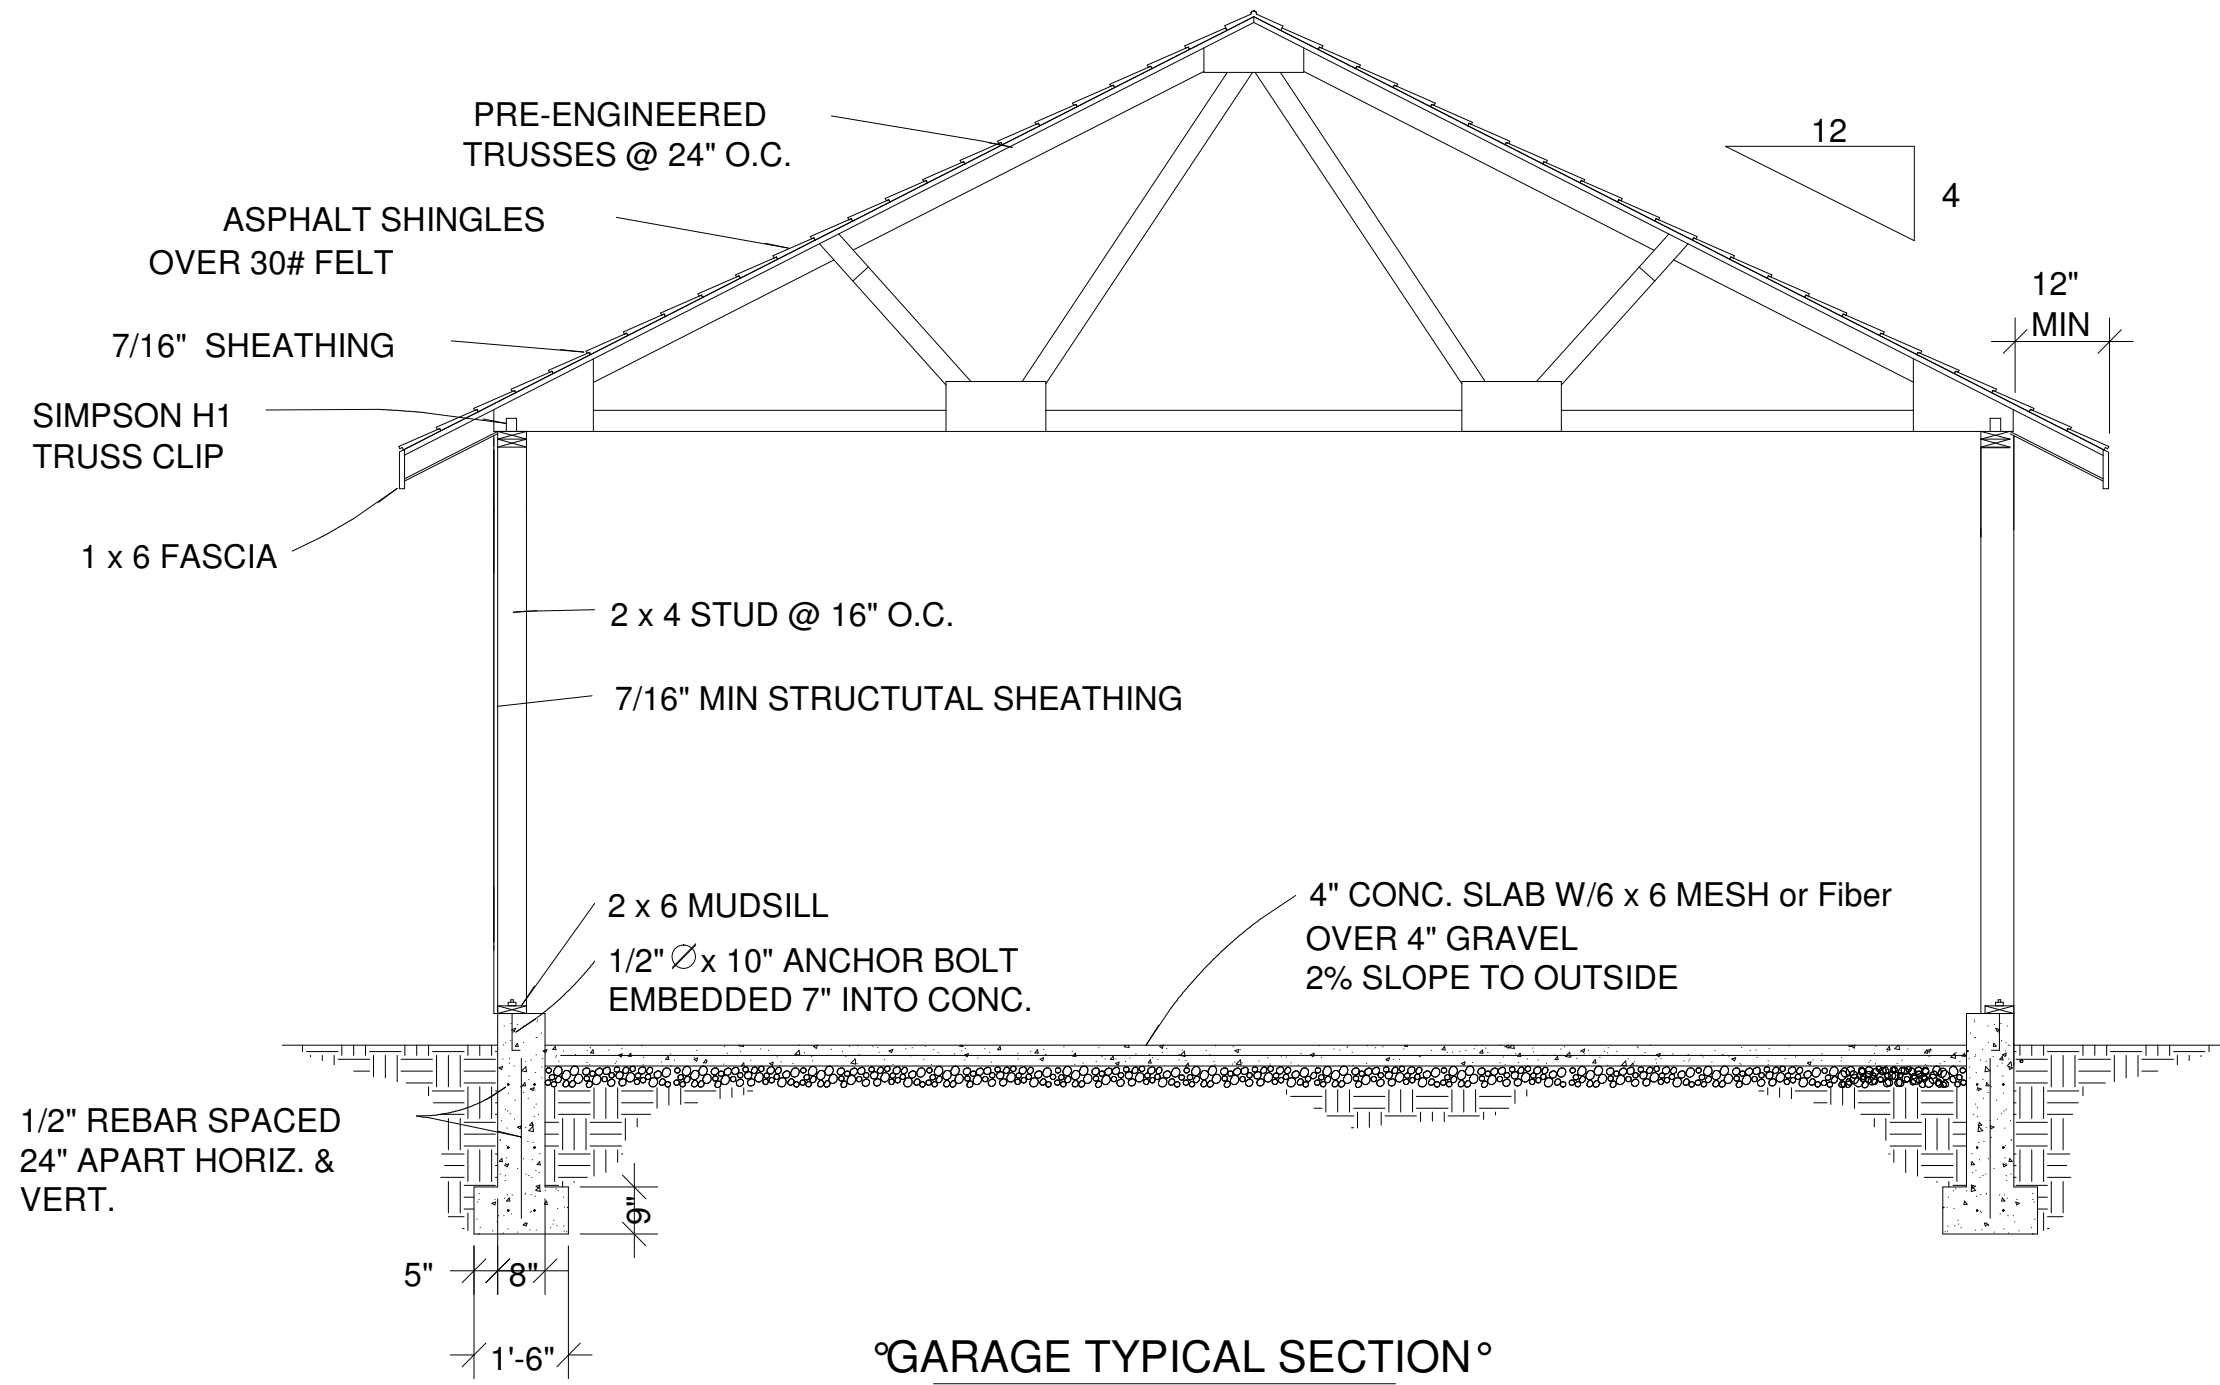 PRE-ENGINEERED
TRUSSES @ 24" O.C.
12
4
ASPHALT SHINGLES
OVER 30# FELT
12"
MIN
7/16" SHEATHING
SIMPSON H1
TRUSS CLIP
1 x 6 FASCIA
2 x 4 STUD @ 16" O.C.
7/16" MIN STRUCTUTAL SHEATHING
2 x 6 MUDSILL
1/2" Ø x 10" ANCHOR BOLT
EMBEDDED 7" INTO CONC.
4" CONC. SLAB W/6 x 6 MESH or Fiber
OVER 4" GRAVEL
2% SLOPE TO OUTSIDE
1/2" REBAR SPACED
24" APART HORIZ. &
VERT.
9"
5"
8"
1'-6"
°GARAGE TYPICAL SECTION°